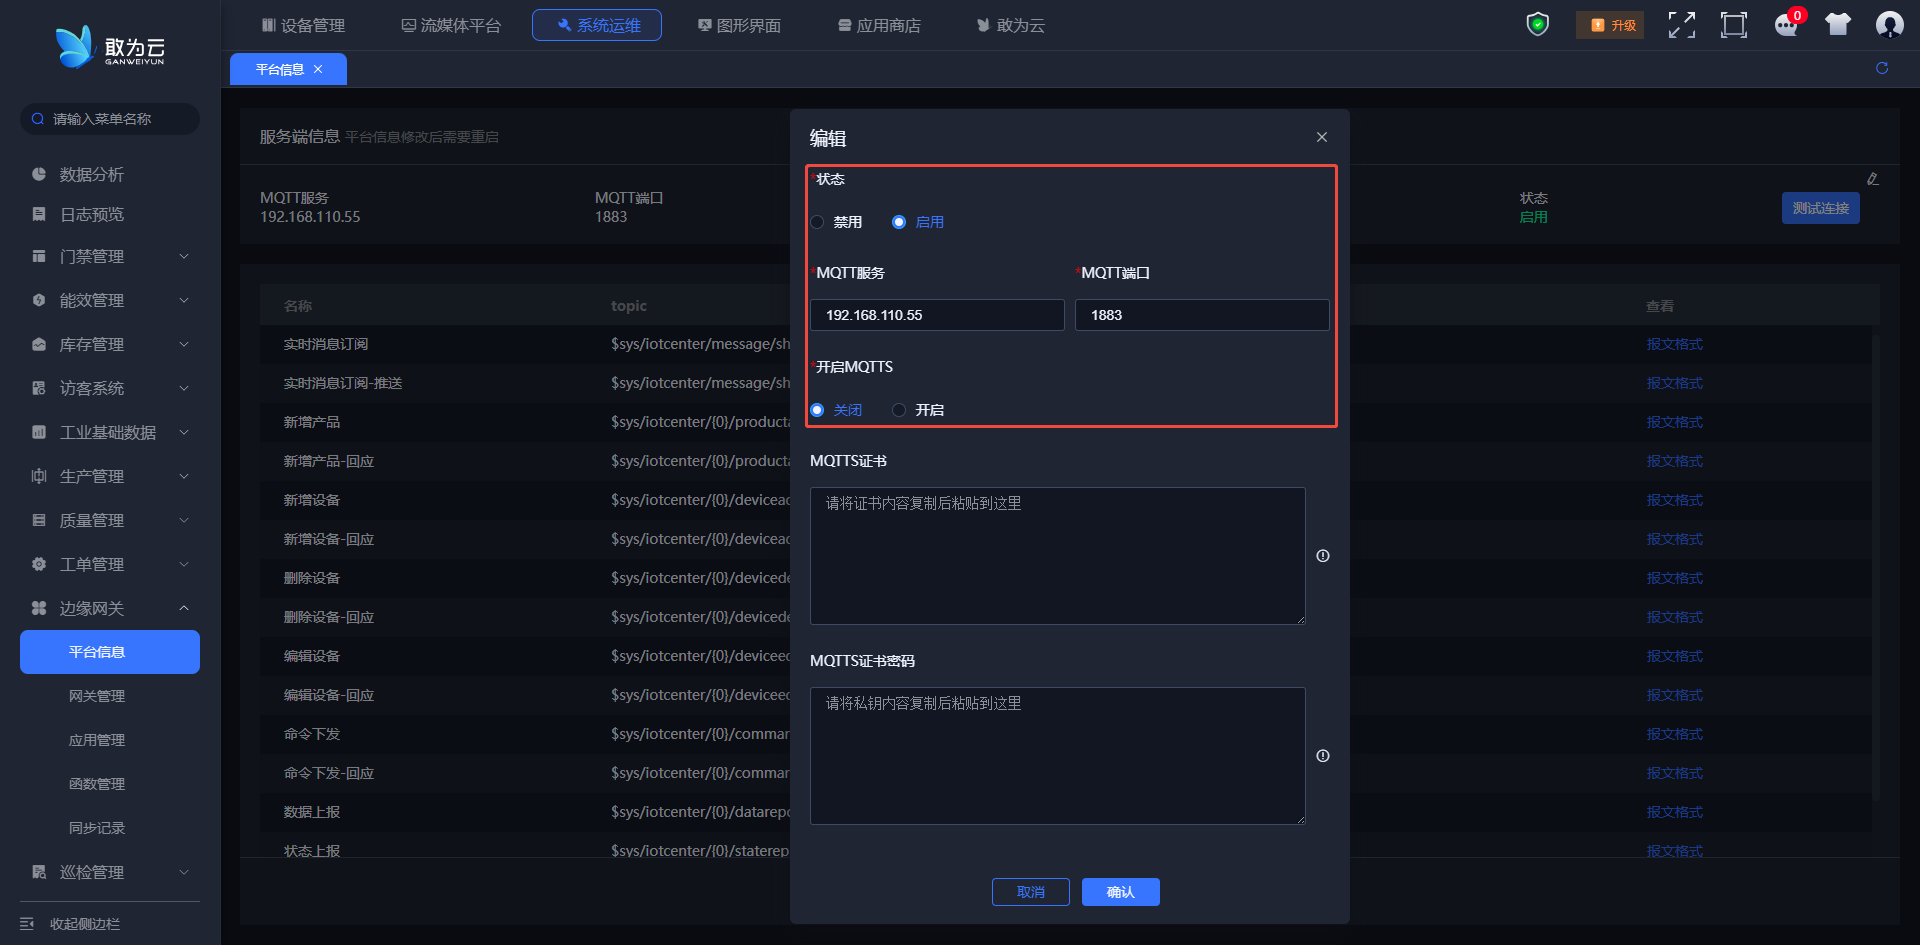 敢为云
GANWEIYUN
设备管理
流媒体平台
系统运维
图形界面
应用商店
敢为云
升级
0
平台信息
请输入菜单名称
数据分析
日志预览
门禁管理
能效管理
库存管理
访客系统
工业基础数据
生产管理
质量管理
工单管理
边缘网关
平台信息
网关管理
应用管理
函数管理
同步记录
巡检管理
收起侧边栏
服务端信息 平台信息修改后需要重启
MQTT服务
192.168.110.55
MQTT端口
1883
状态
启用
测试连接
名称 topic 查看
实时消息订阅 $sys/iotcenter/message/sh 报文格式
实时消息订阅-推送 $sys/iotcenter/message/sh 报文格式
新增产品 $sys/iotcenter/{0}/producta 报文格式
新增产品-回应 $sys/iotcenter/{0}/producta 报文格式
新增设备 $sys/iotcenter/{0}/devicead 报文格式
新增设备-回应 $sys/iotcenter/{0}/devicead 报文格式
删除设备 $sys/iotcenter/{0}/devicede 报文格式
删除设备-回应 $sys/iotcenter/{0}/devicede 报文格式
编辑设备 $sys/iotcenter/{0}/deviceed 报文格式
编辑设备-回应 $sys/iotcenter/{0}/deviceed 报文格式
命令下发 $sys/iotcenter/{0}/commar 报文格式
命令下发-回应 $sys/iotcenter/{0}/commar 报文格式
数据上报 $sys/iotcenter/{0}/datarepo 报文格式
状态上报 $sys/iotcenter/{0}/staterep 报文格式
编辑
*状态
禁用 启用
*MQTT服务 *MQTT端口
192.168.110.55 1883
*开启MQTTS
关闭 开启
MQTTS证书
请将证书内容复制后粘贴到这里
MQTTS证书密码
请将私钥内容复制后粘贴到这里
取消 确认